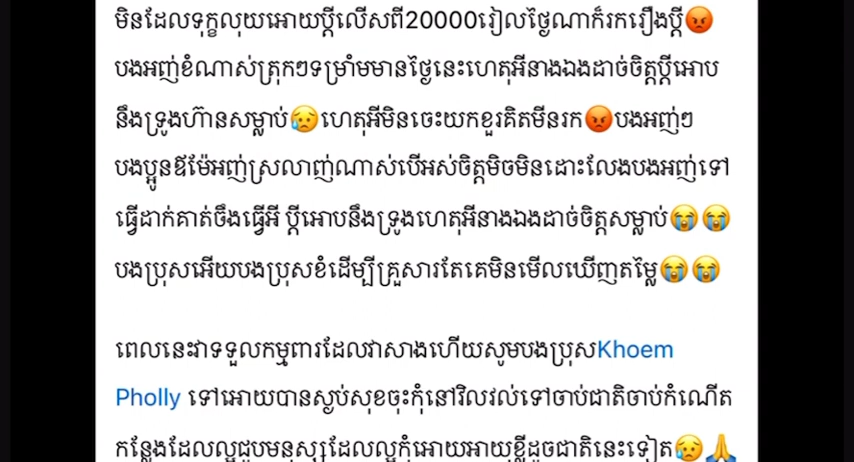 មិនដែលទុក្ខលុយអោយប្ដីលើសពី20000រៀលថ្ងៃណាក៏រករឿងប្ដី😡
បងអញ់ខំណាស់ត្រុកៗទម្រាំមមានថ្ងៃនេះហេតុអីនាងឯងដាច់ចិត្តប្ដីអោប
នឹងទ្រូងហ៊ានសម្លាប់😥ហេតុអីមិនចេះយកខួរគិតមីនរក😡បងអញ់ៗ
បងប្អូនឪម៉ែអញ់ស្រលាញ់ណាស់បើអស់ចិត្តមិចមិនដោះលែងបងអញ់ទៅ
ធ្វើដាក់គាត់ចឹងធ្វើអី ប្ដីអោបនឹងទ្រូងហេតុអីនាងឯងដាច់ចិត្តសម្លាប់😭😭
បងប្រុសអើយបងប្រុសខំដើម្បីគ្រួសារតែគេមិនមើលឃើញតម្លៃ😭😭
ពេលនេះវាទទួលកម្មពារដែលវាសាងហើយសូមបងប្រុសKhoem
Pholly ទៅអោយបានស្ងប់សុខចុះកុំនៅវិលវល់ទៅចាប់ជាតិចាប់កំណើត
កន្លែងដែលល្អជួបមនុស្សដែលល្អកុំអោយអាយុខ្លីដូចជាតិនេះទៀត😥🙏